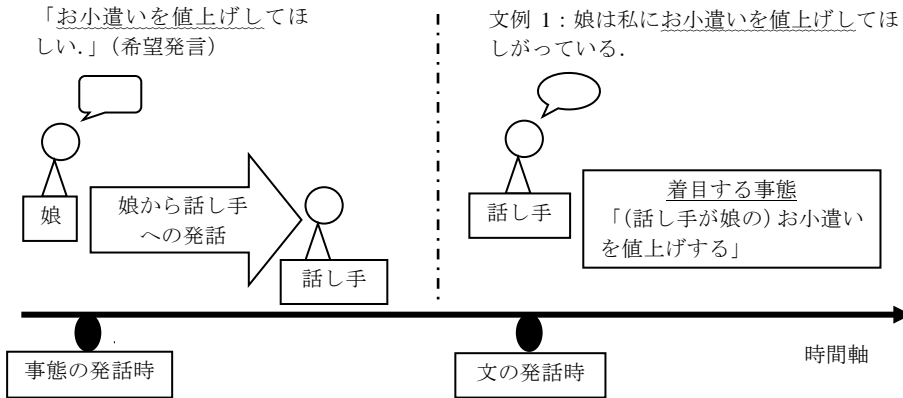 「お小遣いを値上げしてほ
しい.」（希望発言）
文例 1：娘は私にお小遣いを値上げしてほ
しがっている.
娘
娘から話し手
への発話
話し手
話し手
着目する事態
「（話し手が娘の）お小遣い
を値上げする」
事態の発話時
文の発話時
時間軸